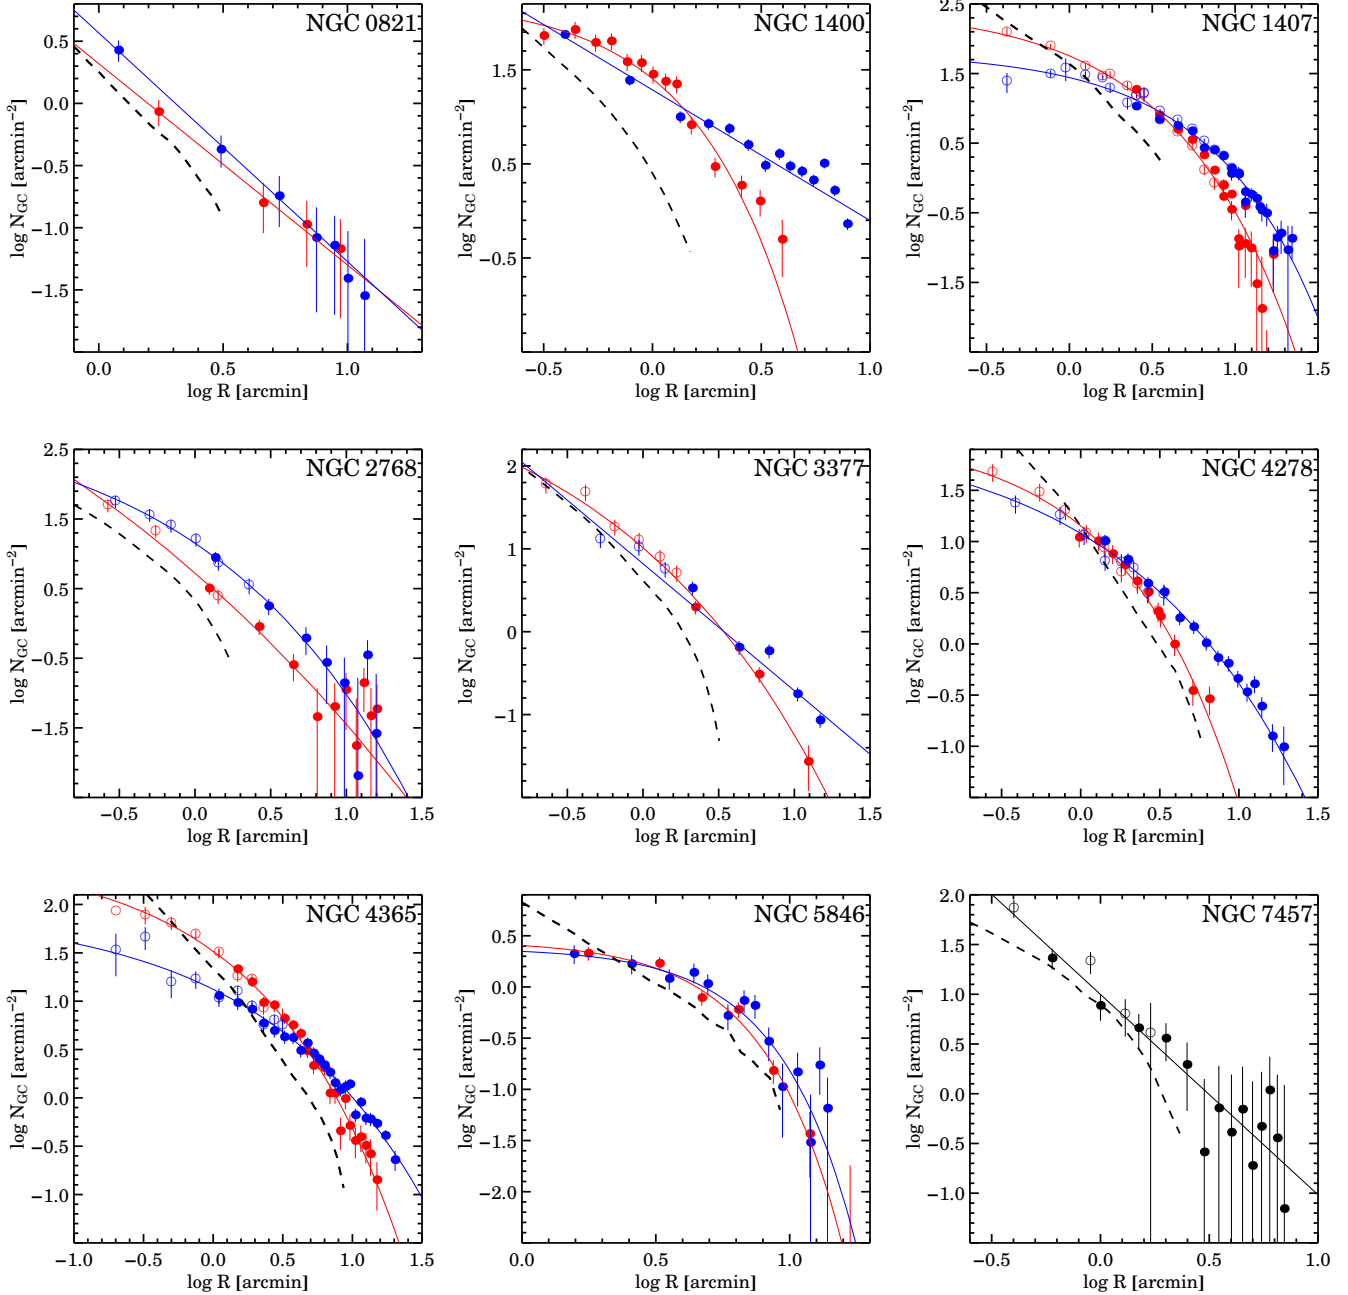 NGC 0821
0.5
0.0
−0.5
−1.0
−1.5
log N_GC [arcmin⁻²]
0.0 0.5 1.0
log R [arcmin]
NGC 1400
1.5
0.5
−0.5
log N_GC [arcmin⁻²]
−0.5 0.0 0.5 1.0
log R [arcmin]
NGC 1407
2.5
1.5
0.5
−0.5
−1.5
log N_GC [arcmin⁻²]
−0.5 0.0 0.5 1.0 1.5
log R [arcmin]
NGC 2768
2.5
1.5
0.5
−0.5
−1.5
log N_GC [arcmin⁻²]
−0.5 0.0 0.5 1.0 1.5
log R [arcmin]
NGC 3377
2
1
0
−1
log N_GC [arcmin⁻²]
−0.5 0.0 0.5 1.0 1.5
log R [arcmin]
NGC 4278
1.5
1.0
0.5
0.0
−0.5
−1.0
log N_GC [arcmin⁻²]
−0.5 0.0 0.5 1.0 1.5
log R [arcmin]
NGC 4365
2.0
1.5
1.0
0.5
0.0
−0.5
−1.0
log N_GC [arcmin⁻²]
−1.0 −0.5 0.0 0.5 1.0 1.5
log R [arcmin]
NGC 5846
0.5
0.0
−0.5
−1.0
−1.5
−2.0
log N_GC [arcmin⁻²]
0.0 0.5 1.0
log R [arcmin]
NGC 7457
2.0
1.5
1.0
0.5
0.0
−0.5
−1.0
log N_GC [arcmin⁻²]
−0.5 0.0 0.5 1.0
log R [arcmin]